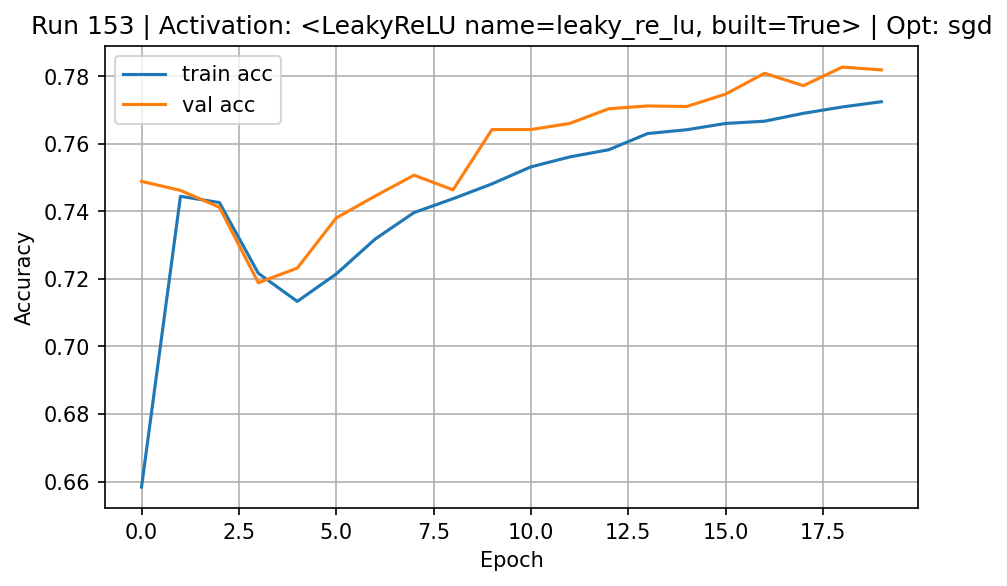 Run 153 | Activation: <LeakyReLU name=leaky_re_lu, built=True> | Opt: sgd
train acc
val acc
0.78
0.76
0.74
0.72
0.70
0.68
0.66
Accuracy
0.0 2.5 5.0 7.5 10.0 12.5 15.0 17.5
Epoch